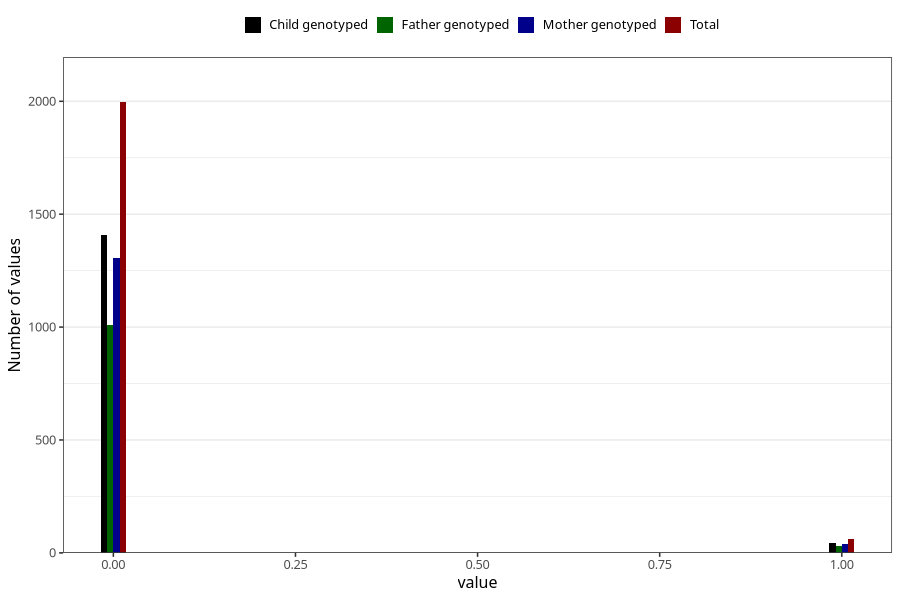 Child genotyped Father genotyped Mother genotyped Total
2000
1500
1000
500
0
Number of values
0.00 0.25 0.50 0.75 1.00
value